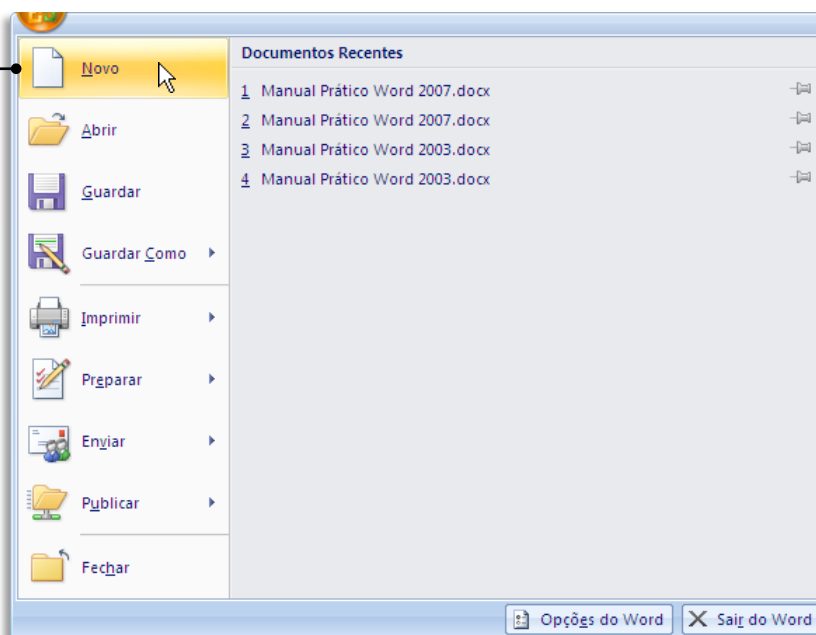 Novo
Abrir
Guardar
Guardar Como
Imprimir
Preparar
Enviar
Publicar
Fechar
Documentos Recentes
1 Manual Prático Word 2007.docx
2 Manual Prático Word 2007.docx
3 Manual Prático Word 2003.docx
4 Manual Prático Word 2003.docx
Opções do Word
Sair do Word